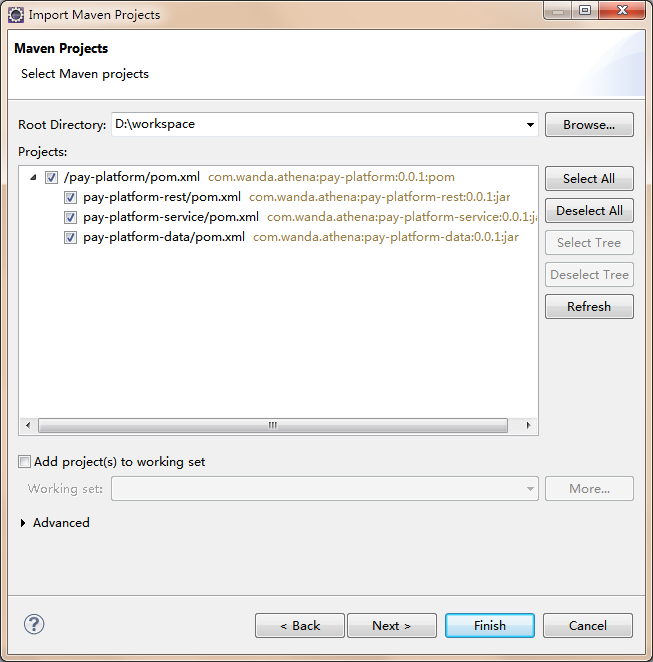 Import Maven Projects
Maven Projects
Select Maven projects
Root Directory: D:\workspace Browse...
Projects:
/pay-platform/pom.xml com.wanda.athena:pay-platform:0.0.1:pom
pay-platform-rest/pom.xml com.wanda.athena:pay-platform-rest:0.0.1:jar
pay-platform-service/pom.xml com.wanda.athena:pay-platform-service:0.0.1:ja
pay-platform-data/pom.xml com.wanda.athena:pay-platform-data:0.0.1:jar
Select All
Deselect All
Select Tree
Deselect Tree
Refresh
Add project(s) to working set
Working set: More...
Advanced
? < Back Next > Finish Cancel